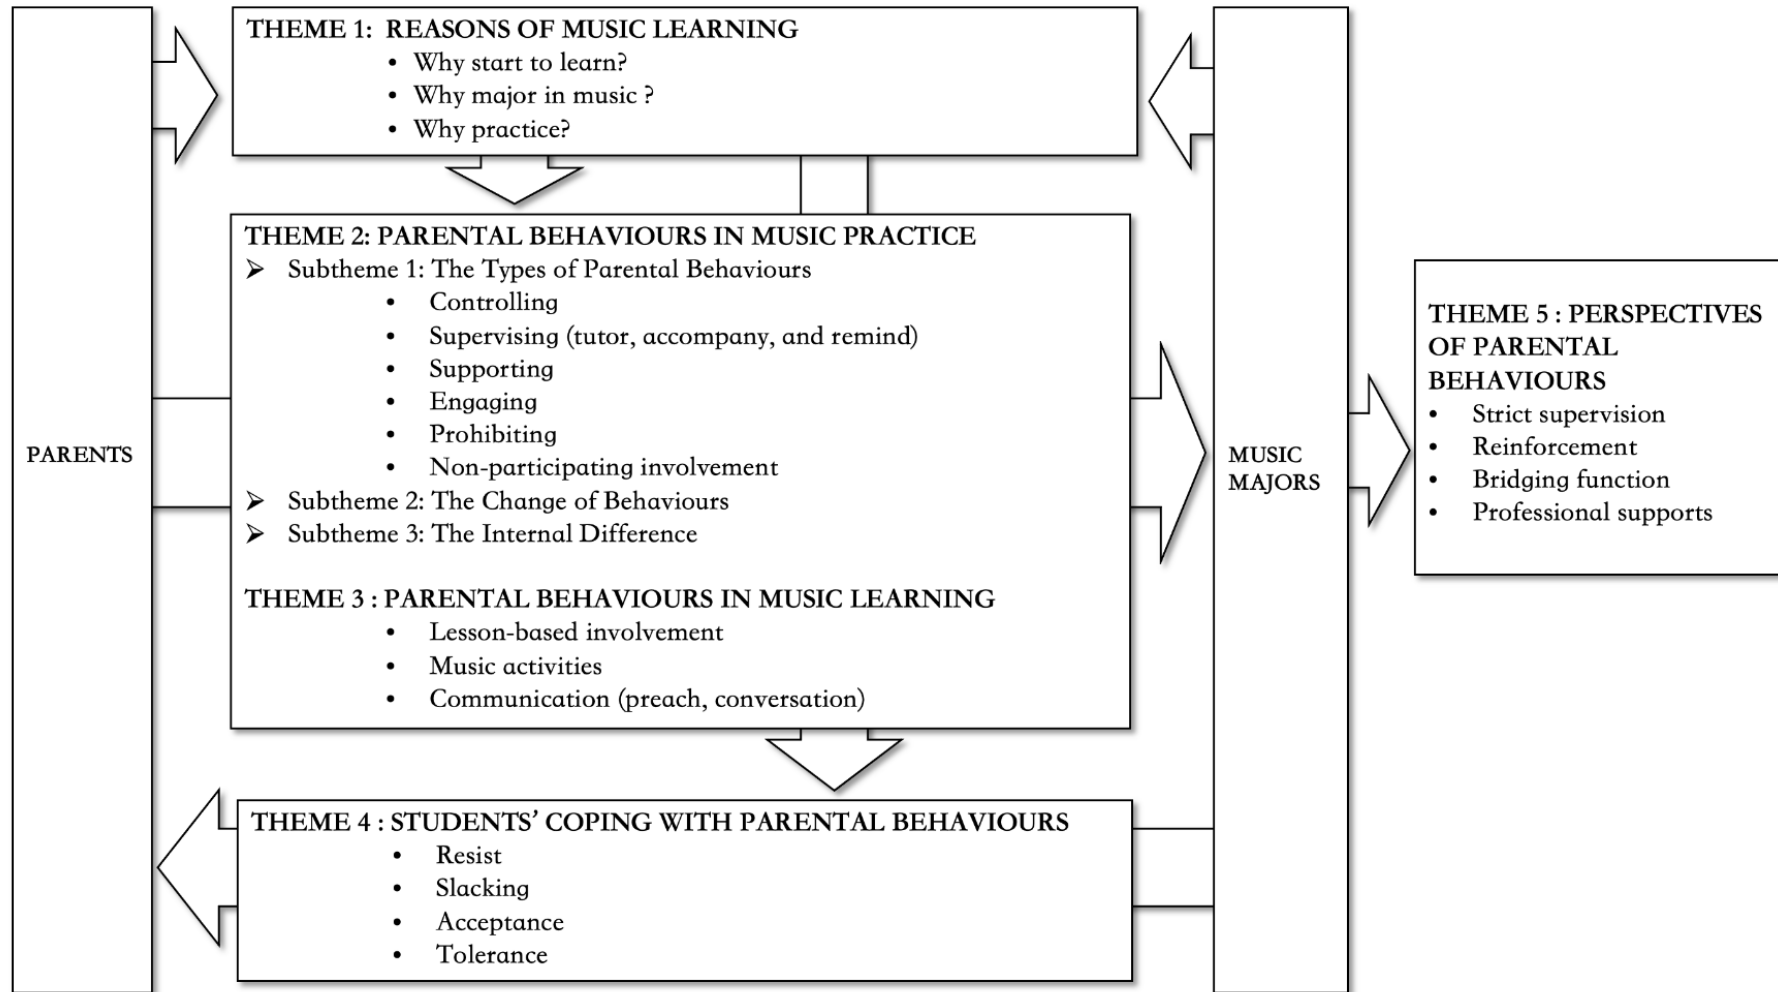 PARENTS
THEME 1: REASONS OF MUSIC LEARNING
• Why start to learn?
• Why major in music ?
• Why practice?
THEME 2: PARENTAL BEHAVIOURS IN MUSIC PRACTICE
➢ Subtheme 1: The Types of Parental Behaviours
• Controlling
• Supervising (tutor, accompany, and remind)
• Supporting
• Engaging
• Prohibiting
• Non-participating involvement
➢ Subtheme 2: The Change of Behaviours
➢ Subtheme 3: The Internal Difference
THEME 3 : PARENTAL BEHAVIOURS IN MUSIC LEARNING
• Lesson-based involvement
• Music activities
• Communication (preach, conversation)
THEME 4 : STUDENTS’ COPING WITH PARENTAL BEHAVIOURS
• Resist
• Slacking
• Acceptance
• Tolerance
MUSIC
MAJORS
THEME 5 : PERSPECTIVES
OF PARENTAL
BEHAVIOURS
• Strict supervision
• Reinforcement
• Bridging function
• Professional supports